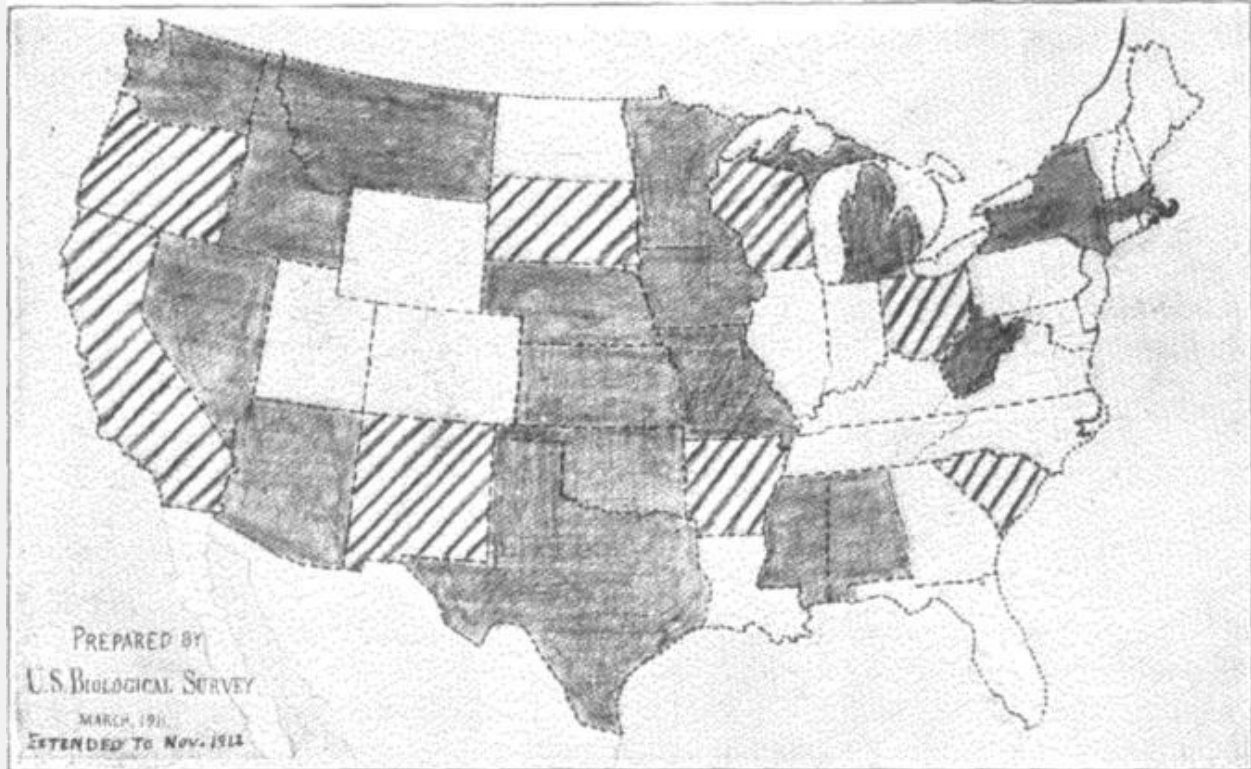 PREPARED BY
U.S. BIOLOGICAL SURVEY
MARCH, 1911.
EXTENDED TO NOV. 1912